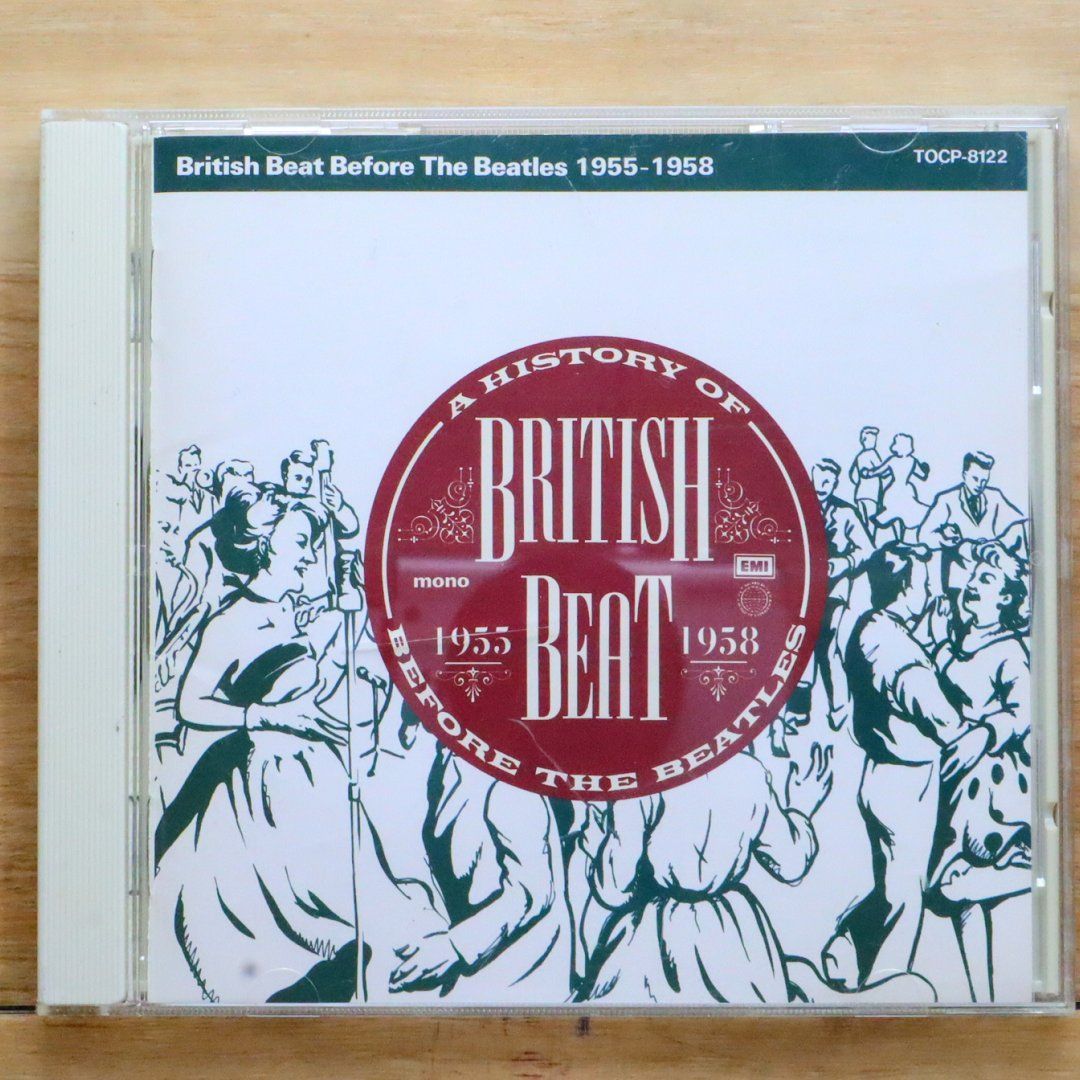 British Beat Before The Beatles 1955-1958
TOCP-8122
A HISTORY OF
BRITISH
mono
EMI
BEAT
1955
1958
BEFORE THE BEATLES